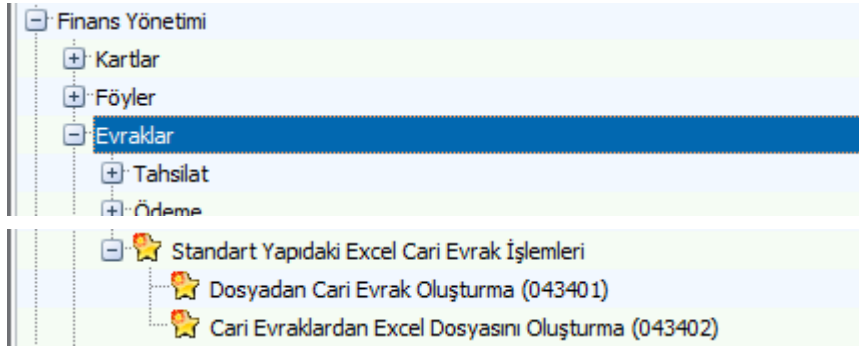 Finans Yönetimi
Kartlar
Föyler
Evraklar
Tahsilat
Ödeme
Standart Yapıdaki Excel Cari Evrak İşlemleri
Dosyadan Cari Evrak Oluşturma (043401)
Cari Evraklardan Excel Dosyasını Oluşturma (043402)